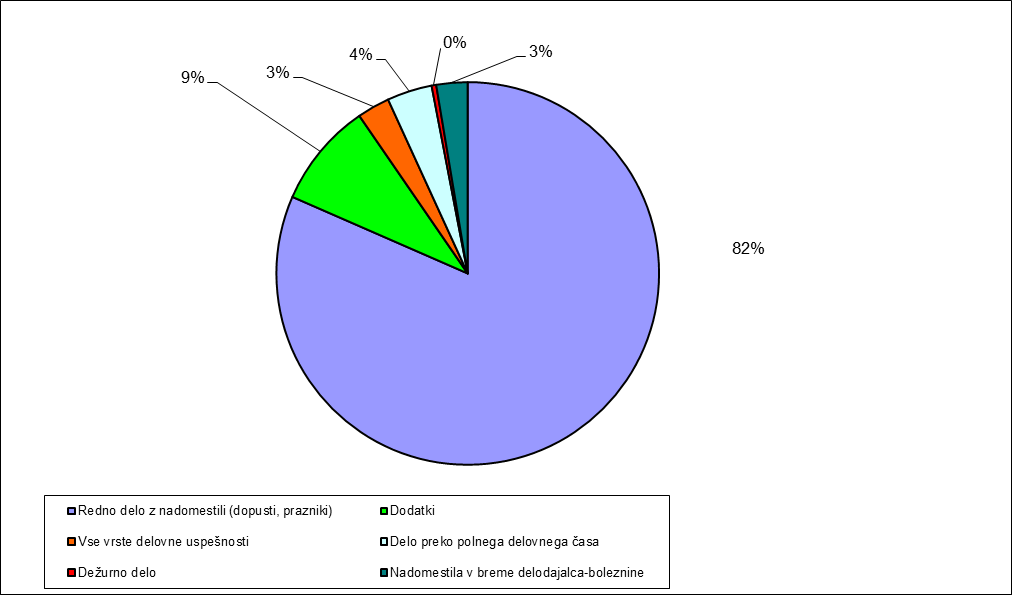 0%
4%
3%
3%
9%
82%
Redno delo z nadomestili (dopusti, prazniki)
Dodatki
Vse vrste delovne uspešnosti
Delo preko polnega delovnega časa
Dežurno delo
Nadomestila v breme delodajalca-boleznine